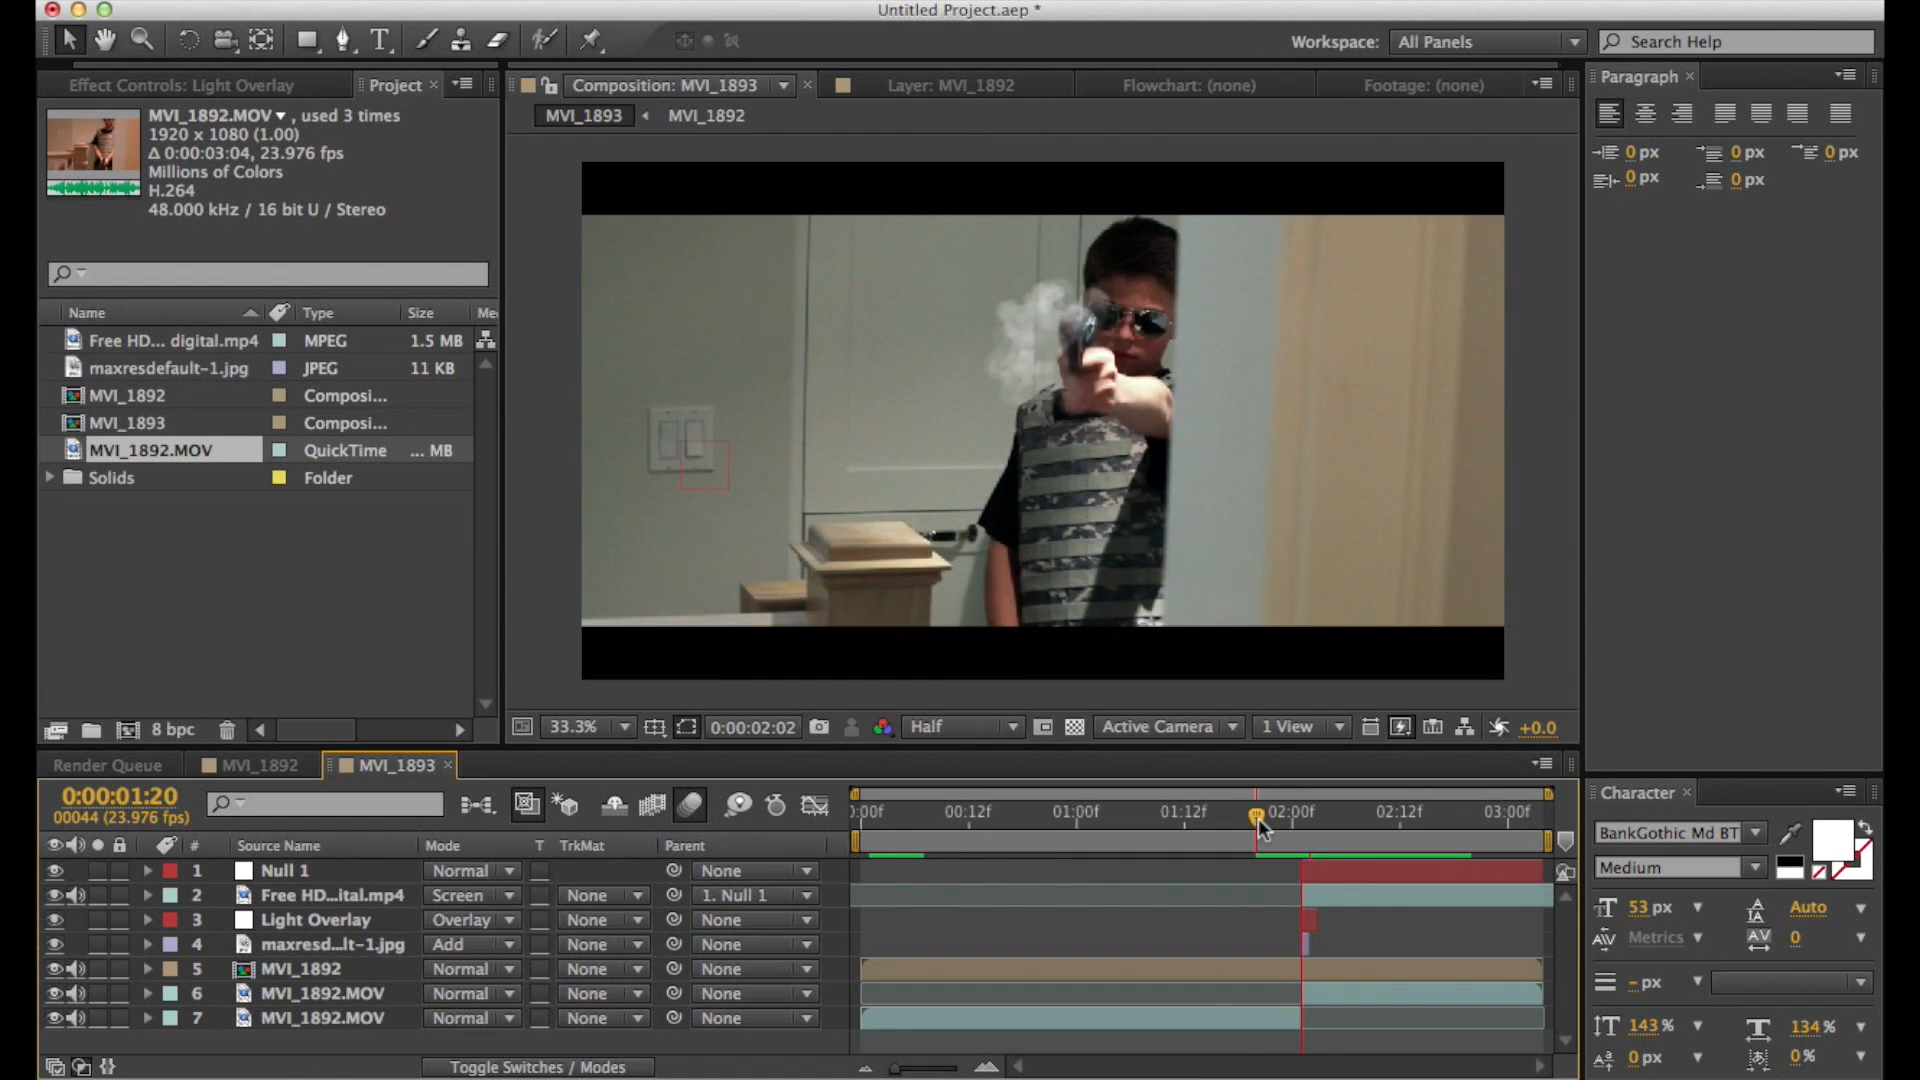 Untitled Project.aep *
Workspace: All Panels
Search Help
Effect Controls: Light Overlay
Project
Composition: MVI_1893
Layer: MVI_1892
Flowchart: (none)
Footage: (none)
Paragraph
MVI_1893 MVI_1892
MVI_1892.MOV , used 3 times
1920 x 1080 (1.00)
Δ 0:00:03:04, 23.976 fps
Millions of Colors
H.264
48.000 kHz / 16 bit U / Stereo
0 px 0 px 0 px
0 px 0 px
Name Type Size Me
Free HD... digital.mp4 MPEG 1.5 MB
maxresdefault-1.jpg JPEG 11 KB
MVI_1892 Composi...
MVI_1893 Composi...
MVI_1892.MOV QuickTime ... MB
Solids Folder
8 bpc
33.3% 0:00:02:02 Half Active Camera 1 View +0.0
Render Queue MVI_1892 MVI_1893
0:00:01:20
00044 (23.976 fps)
):00f 00:12f 01:00f 01:12f 02:00f 02:12f 03:00f
# Source Name Mode T TrkMat Parent
1 Null 1 Normal None
2 Free HD...ital.mp4 Screen None 1. Null 1
3 Light Overlay Overlay None None
4 maxresd...lt-1.jpg Add None None
5 MVI_1892 Normal None None
6 MVI_1892.MOV Normal None None
7 MVI_1892.MOV Normal None None
Toggle Switches / Modes
Character
BankGothic Md BT
Medium
53 px Auto
Metrics 0
- px
143 % 134 %
0 px 0 %